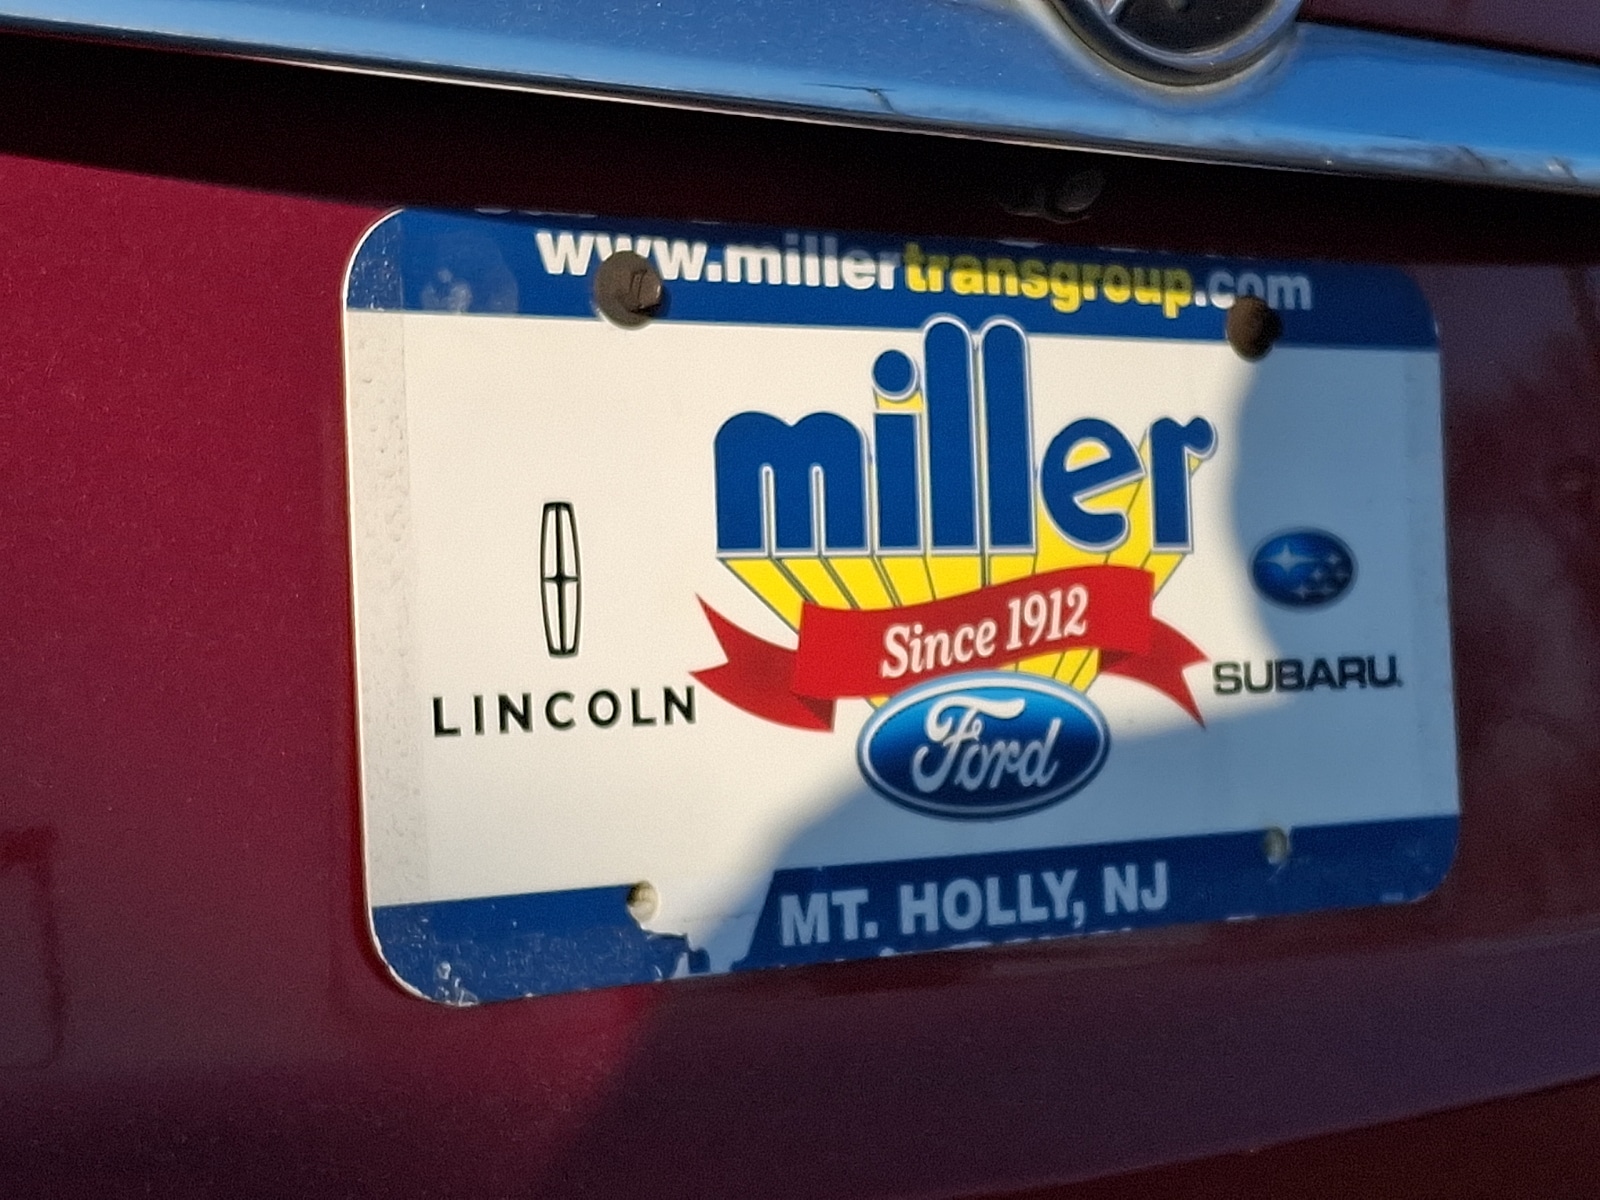 www.millertransgroup.com
miller
Since 1912
LINCOLN
SUBARU
Ford
MT. HOLLY, NJ